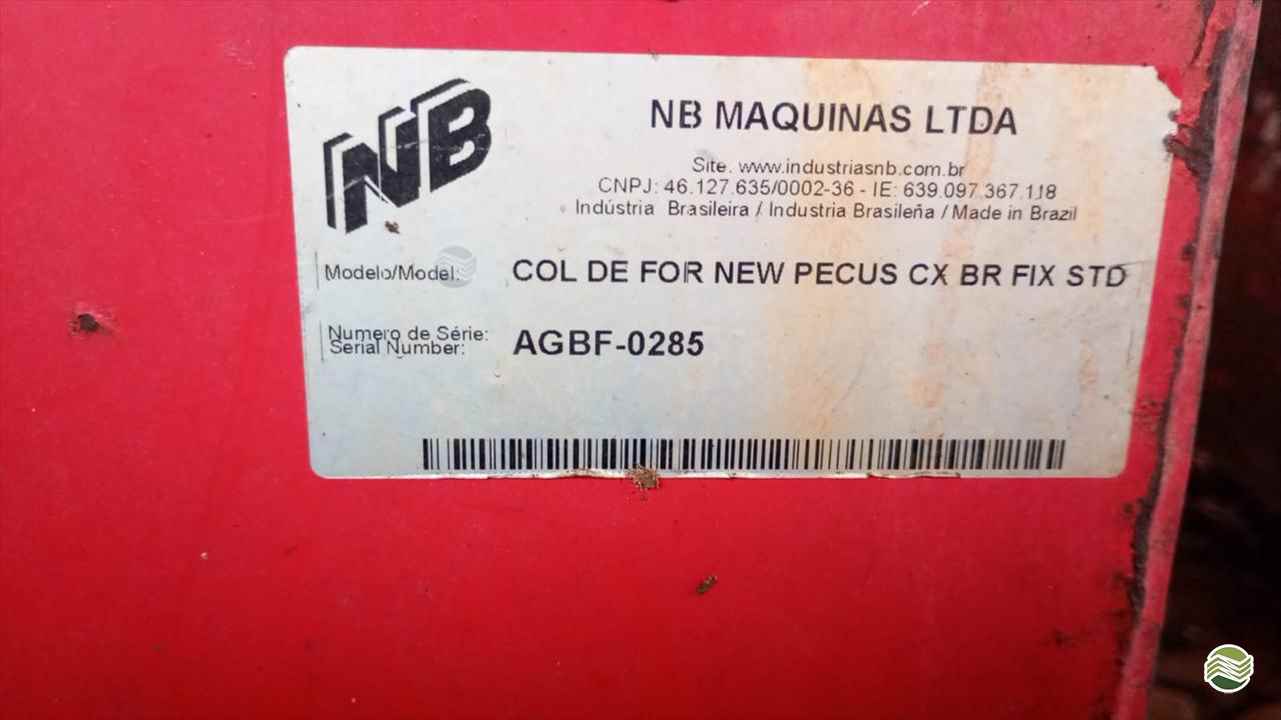 NB
NB MAQUINAS LTDA
Site. www.industriasnb.com.br
CNPJ: 46.127.635/0002-36 - IE: 639.097.367.118
Indústria Brasileira / Industria Brasileña / Made in Brazil
Modelo/Model: COL DE FOR NEW PECUS CX BR FIX STD
Numero de Série:
Serial Number: AGBF-0285